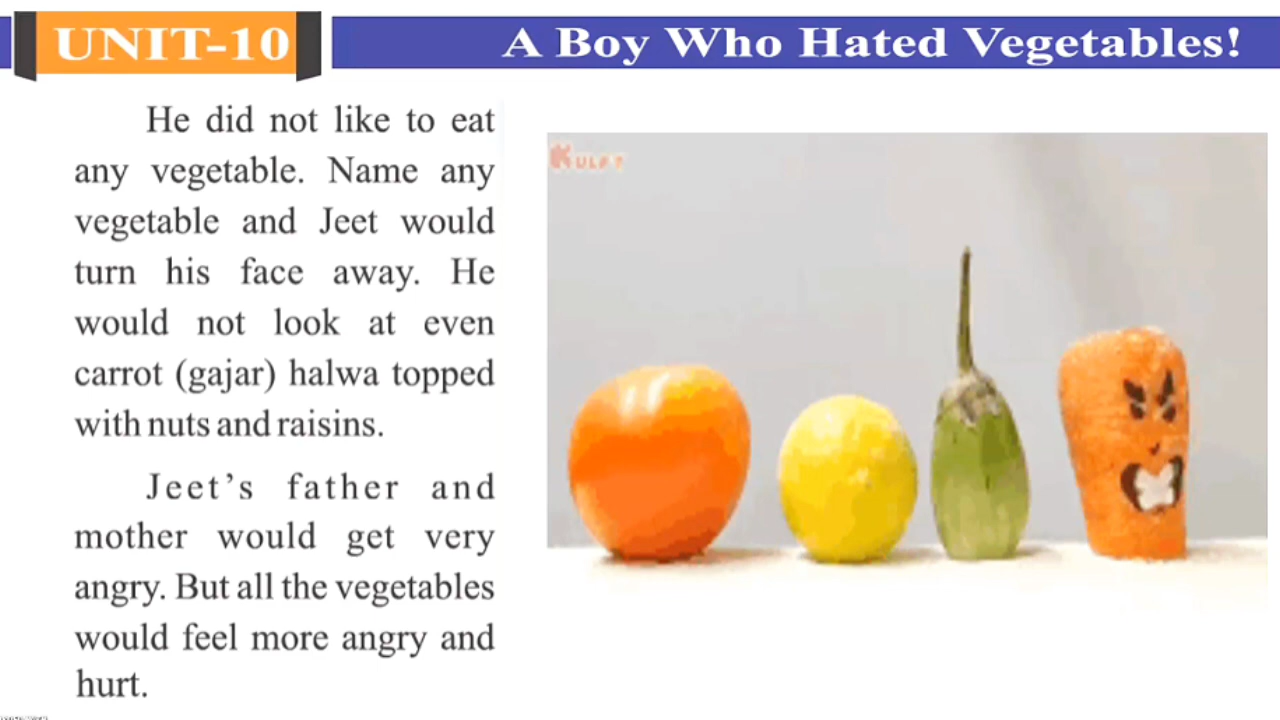 UNIT-10
A Boy Who Hated Vegetables!
He did not like to eat
any vegetable. Name any
vegetable and Jeet would
turn his face away. He
would not look at even
carrot (gajar) halwa topped
with nuts and raisins.
Jeet's father and
mother would get very
angry. But all the vegetables
would feel more angry and
hurt.